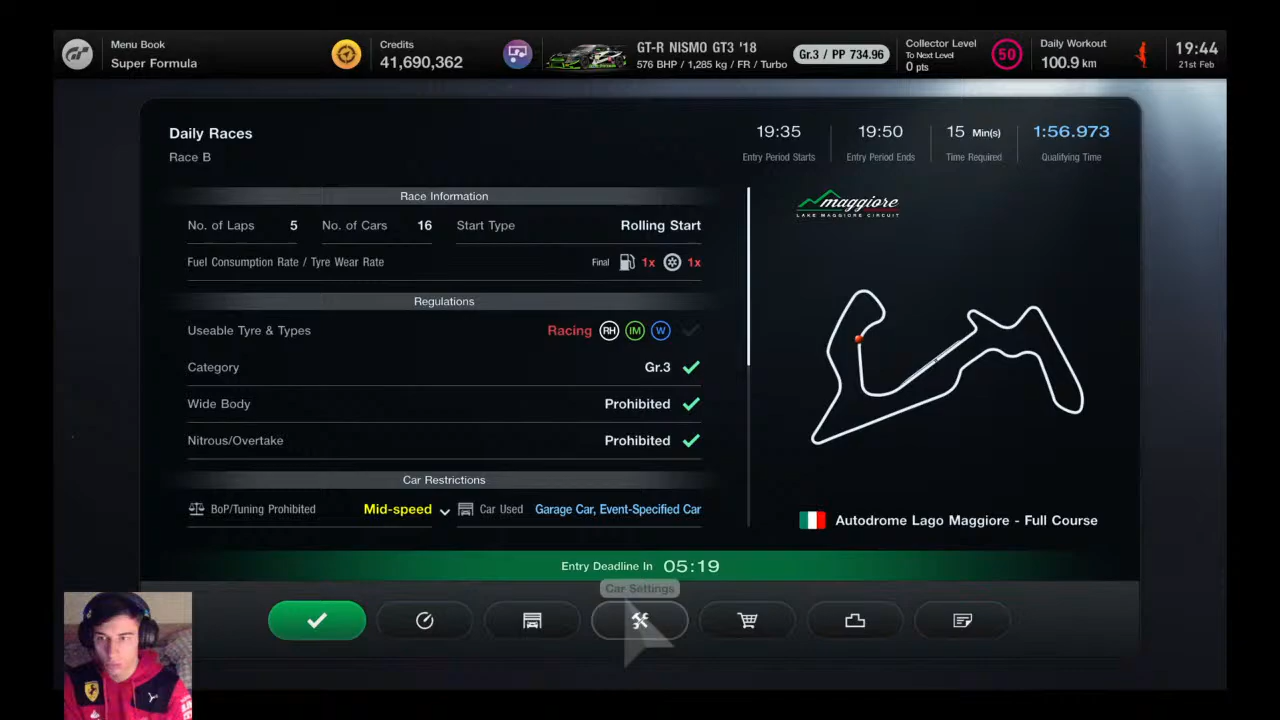 Menu Book
Super Formula
Credits
41,690,362
GT-R NISMO GT3 '18
576 BHP / 1,285 kg / FR / Turbo
Gr.3 / PP 734.96
Collector Level
To Next Level
0 pts
50
Daily Workout
100.9 km
19:44
21st Feb
Daily Races
Race B
19:35
Entry Period Starts
19:50
Entry Period Ends
15 Min(s)
Time Required
1:56.973
Qualifying Time
Race Information
No. of Laps 5 No. of Cars 16 Start Type Rolling Start
Fuel Consumption Rate / Tyre Wear Rate Final 1x 1x
Regulations
Useable Tyre & Types Racing RH IM W
Category Gr.3
Wide Body Prohibited
Nitrous/Overtake Prohibited
Car Restrictions
BoP/Tuning Prohibited Mid-speed Car Used Garage Car, Event-Specified Car
maggiore
LAKE MAGGIORE CIRCUIT
Autodrome Lago Maggiore - Full Course
Entry Deadline In 05:19
Car Settings